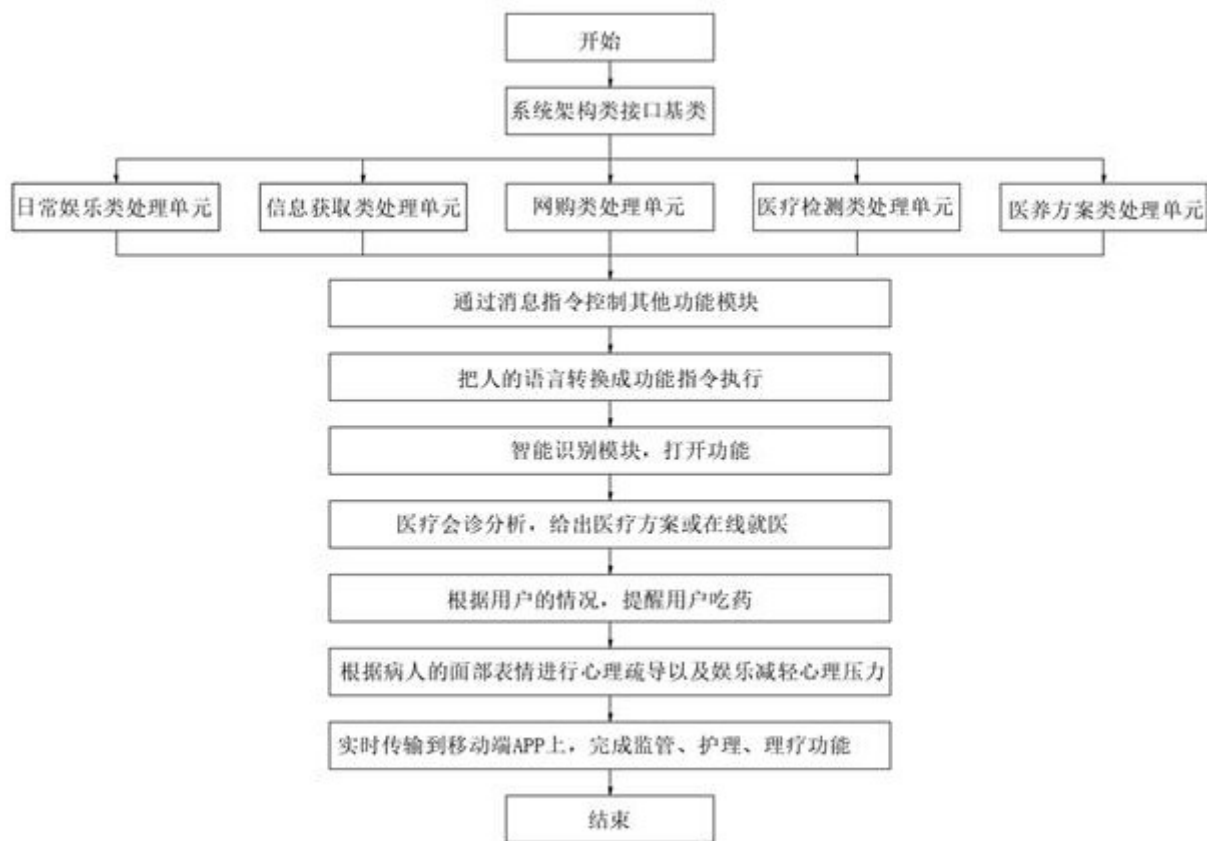 开始
系统架构类接口基类
日常娱乐类处理单元
信息获取类处理单元
网购类处理单元
医疗检测类处理单元
医养方案类处理单元
通过消息指令控制其他功能模块
把人的语言转换成功能指令执行
智能识别模块，打开功能
医疗会诊分析，给出医疗方案或在线就医
根据用户的情况，提醒用户吃药
根据病人的面部表情进行心理疏导以及娱乐减轻心理压力
实时传输到移动端APP上，完成监管、护理、理疗功能
结束